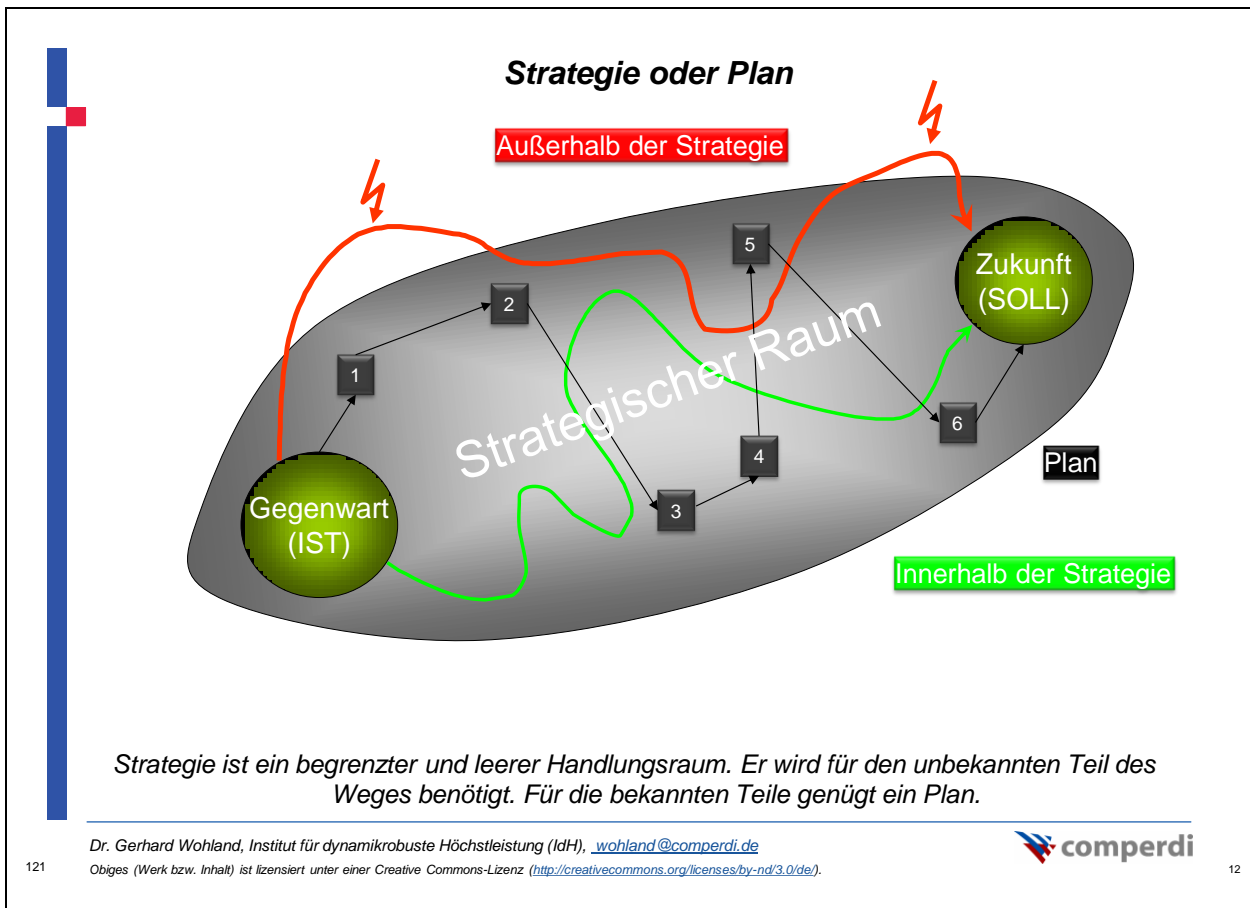 Strategie oder Plan
Außerhalb der Strategie
5
Zukunft
(SOLL)
2
Strategischer Raum
1
6
4
Plan
Gegenwart
(IST)
3
Innerhalb der Strategie
Strategie ist ein begrenzter und leerer Handlungsraum. Er wird für den unbekannten Teil des
Weges benötigt. Für die bekannten Teile genügt ein Plan.
Dr. Gerhard Wohland, Institut für dynamikrobuste Höchstleistung (IdH), wohland@comperdi.de
comperdi
121
Obiges (Werk bzw. Inhalt) ist lizensiert unter einer Creative Commons-Lizenz (http://creativecommons.org/licenses/by-nd/3.0/de/).
12